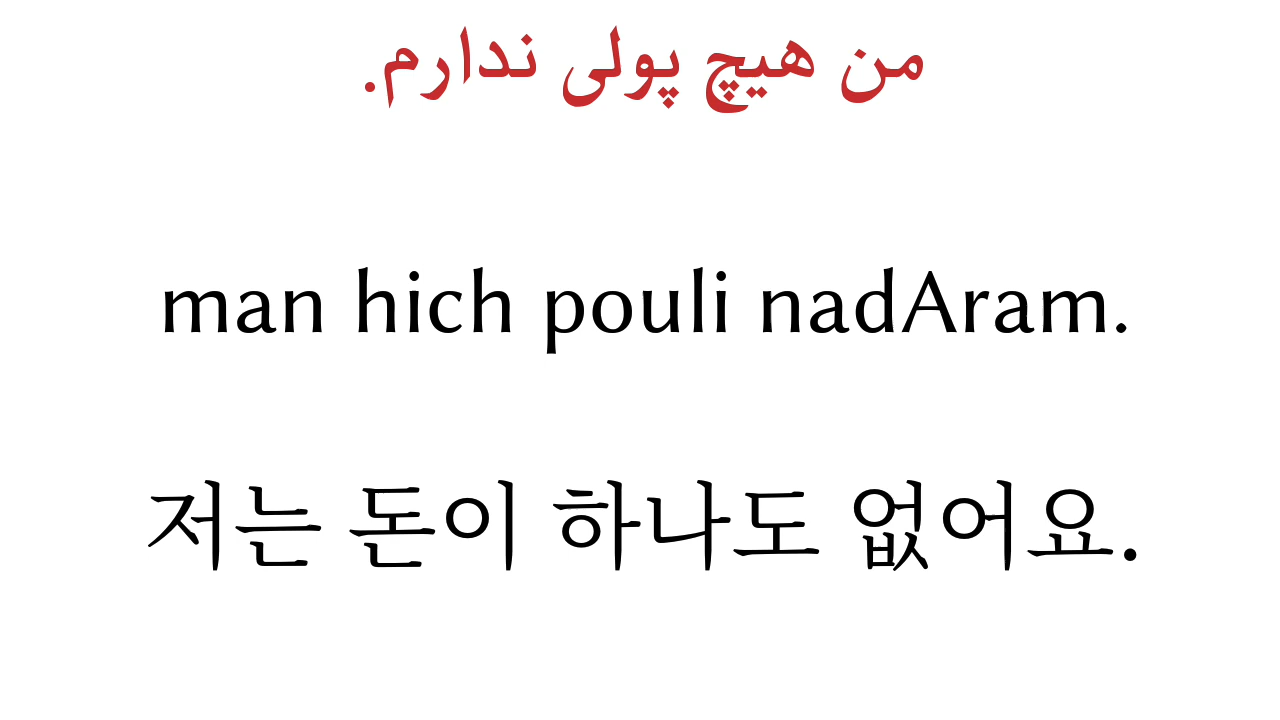 من هیچ پولی ندارم.
man hich pouli nadAram.
저는 돈이 하나도 없어요.